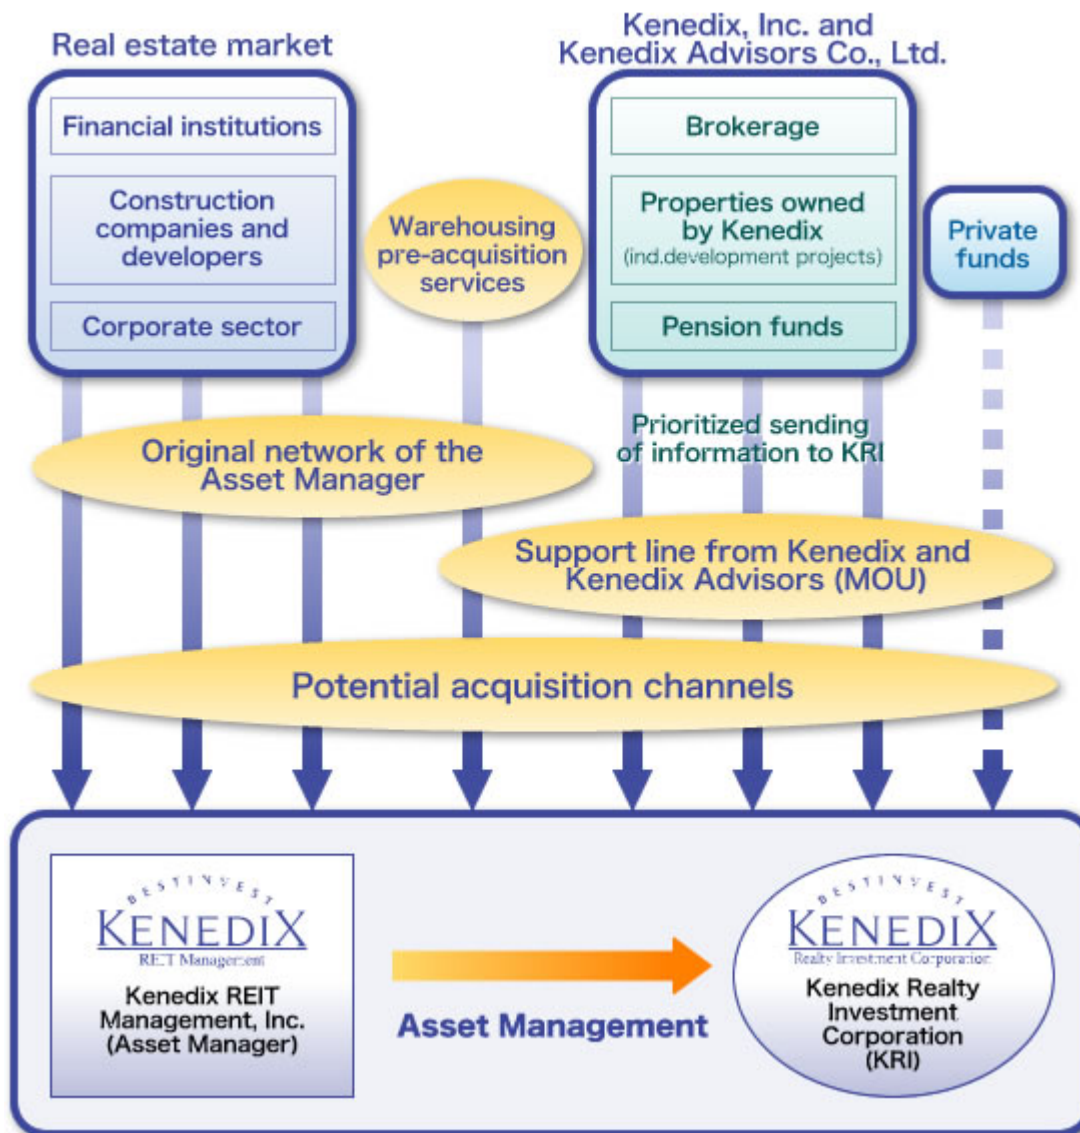 Real estate market
Financial institutions
Construction
companies and
developers
Corporate sector
Warehousing
pre-acquisition
services
Kenedix, Inc. and
Kenedix Advisors Co., Ltd.
Brokerage
Properties owned
by Kenedix
(ind.development projects)
Pension funds
Private
funds
Original network of the
Asset Manager
Prioritized sending
of information to KRI
Support line from Kenedix and
Kenedix Advisors (MOU)
Potential acquisition channels
BESTINVEST
KENEDIX
REIT Management
Kenedix REIT
Management, Inc.
(Asset Manager)
Asset Management
BESTINVEST
KENEDIX
Realty Investment Corporation
Kenedix Realty
Investment
Corporation
(KRI)